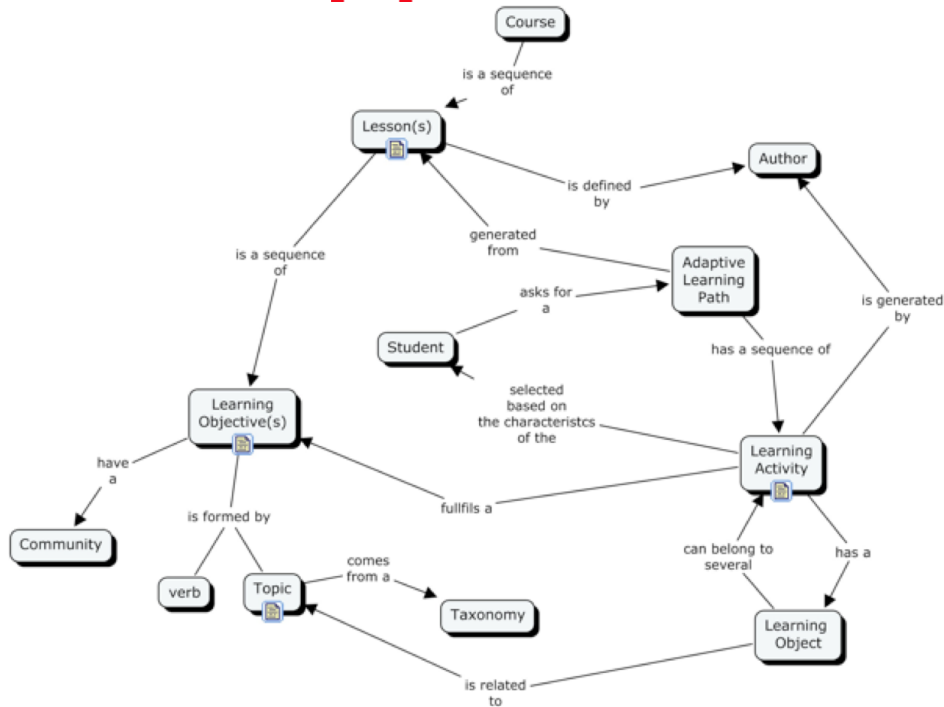 Course
is a sequence
of
Lesson(s)
Author
is defined
by
generated
from
Adaptive
Learning
Path
is a sequence
of
asks for
a
is generated
by
Student
has a sequence of
selected
based on
the characteristcs
of the
Learning
Objective(s)
Learning
Activity
have
a
fullfils a
is formed by
Community
can belong to
several
has a
comes
from a
verb
Topic
Taxonomy
Learning
Object
is related
to